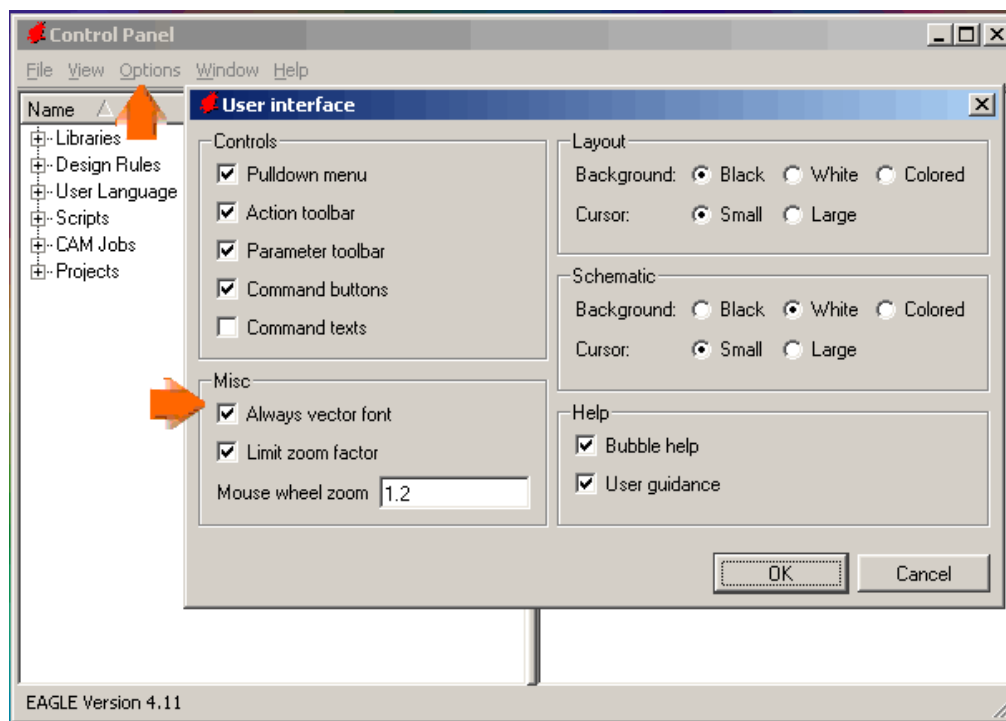 Control Panel
File View Options Window Help
Name
Libraries
Design Rules
User Language
Scripts
CAM Jobs
Projects
User interface
Controls
Pulldown menu
Action toolbar
Parameter toolbar
Command buttons
Command texts
Misc
Always vector font
Limit zoom factor
Mouse wheel zoom 1.2
Layout
Background: Black White Colored
Cursor: Small Large
Schematic
Background: Black White Colored
Cursor: Small Large
Help
Bubble help
User guidance
OK Cancel
EAGLE Version 4.11